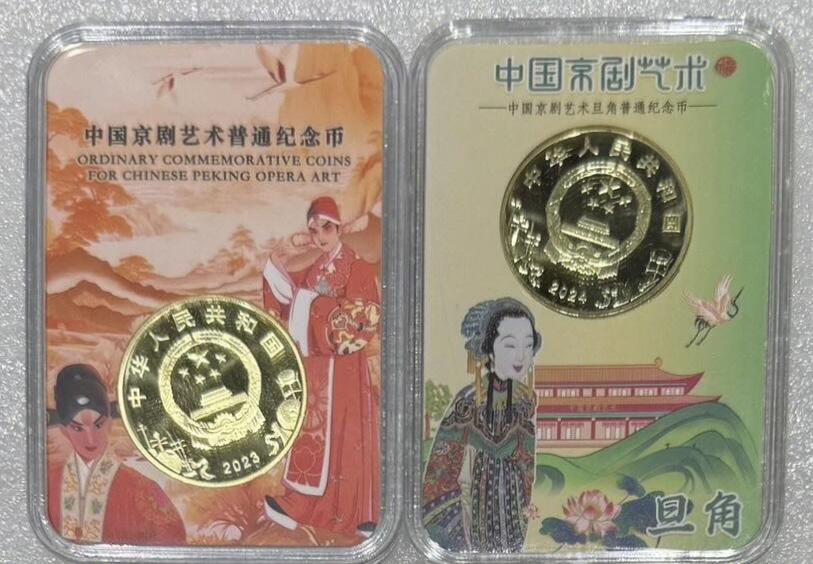 中国京剧艺术普通纪念币
ORDINARY COMMEMORATIVE COINS
FOR CHINESE PEKING OPERA ART
中华人民共和国
2023
中国京剧艺术
中国京剧艺术旦角普通纪念币
中华人民共和国
2024
旦角